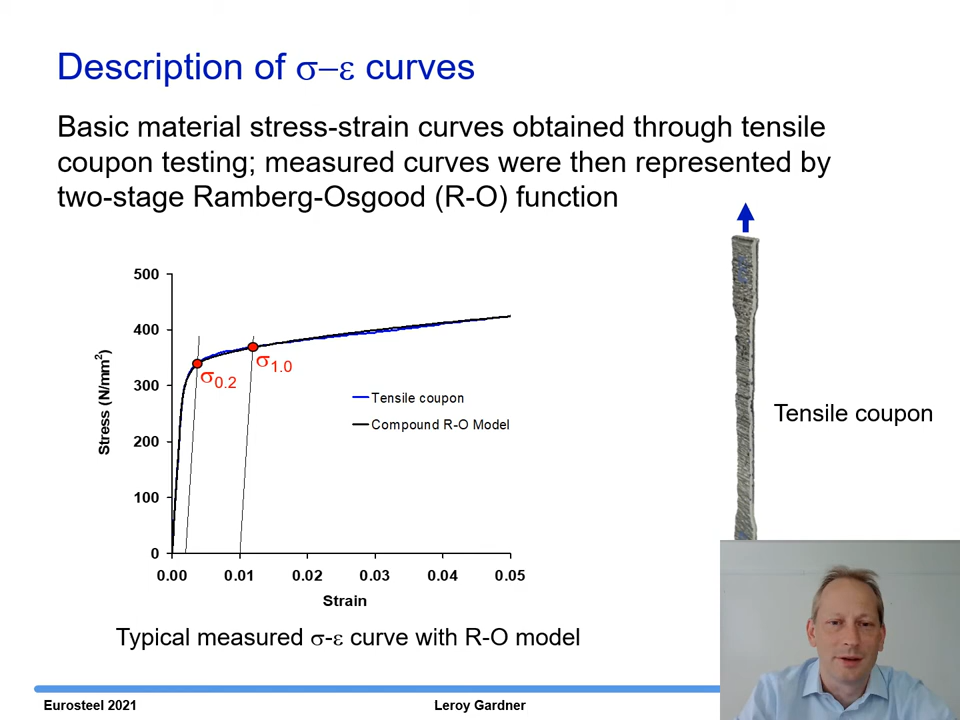 Description of σ–ε curves
Basic material stress-strain curves obtained through tensile
coupon testing; measured curves were then represented by
two-stage Ramberg-Osgood (R-O) function
500
400
300
200
100
0
Stress (N/mm²)
σ0.2
σ1.0
Tensile coupon
Compound R-O Model
0.00 0.01 0.02 0.03 0.04 0.05
Strain
Tensile coupon
Typical measured σ-ε curve with R-O model
Eurosteel 2021
Leroy Gardner